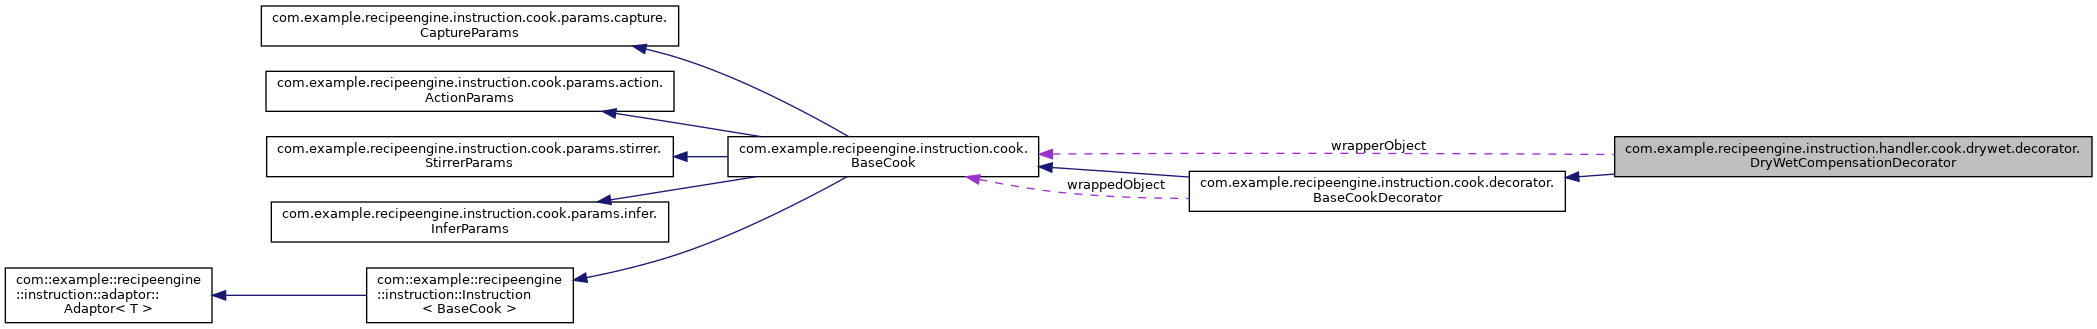 com.example.recipeengine.instruction.cook.params.capture.
CaptureParams
com.example.recipeengine.instruction.cook.params.action.
ActionParams
com.example.recipeengine.instruction.cook.params.stirrer.
StirrerParams
com.example.recipeengine.instruction.cook.params.infer.
InferParams
com::example::recipeengine
::instruction::adaptor::
Adaptor< T >
com::example::recipeengine
::instruction::Instruction
< BaseCook >
com.example.recipeengine.instruction.cook.
BaseCook
wrapperObject
wrappedObject
com.example.recipeengine.instruction.cook.decorator.
BaseCookDecorator
com.example.recipeengine.instruction.handler.cook.drywet.decorator.
DryWetCompensationDecorator